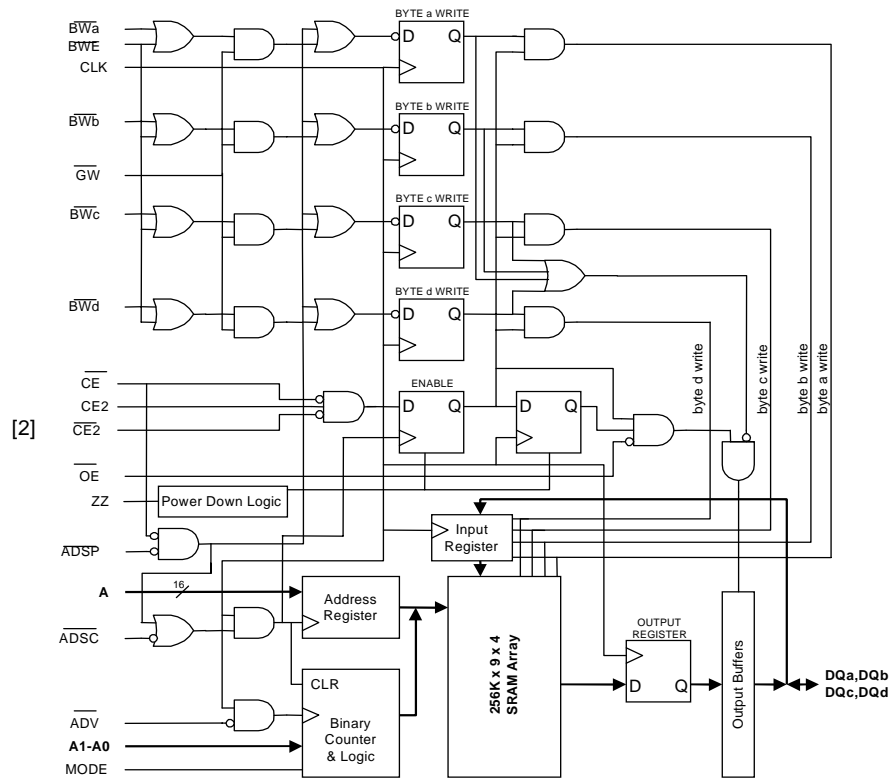 BWa
BWE
CLK
BWb
GW
BWc
BWd
CE
CE2
CE2
[2]
OE
ZZ
ADSP
A
16
ADSC
ADV
A1-A0
MODE
BYTE a WRITE
D Q
BYTE b WRITE
D Q
BYTE c WRITE
D Q
BYTE d WRITE
D Q
ENABLE
D Q
D Q
Power Down Logic
Input
Register
Address
Register
CLR
Binary
Counter
& Logic
256K x 9 x 4
SRAM Array
OUTPUT
REGISTER
D Q
Output Buffers
byte d write
byte c write
byte b write
byte a write
DQa,DQb
DQc,DQd